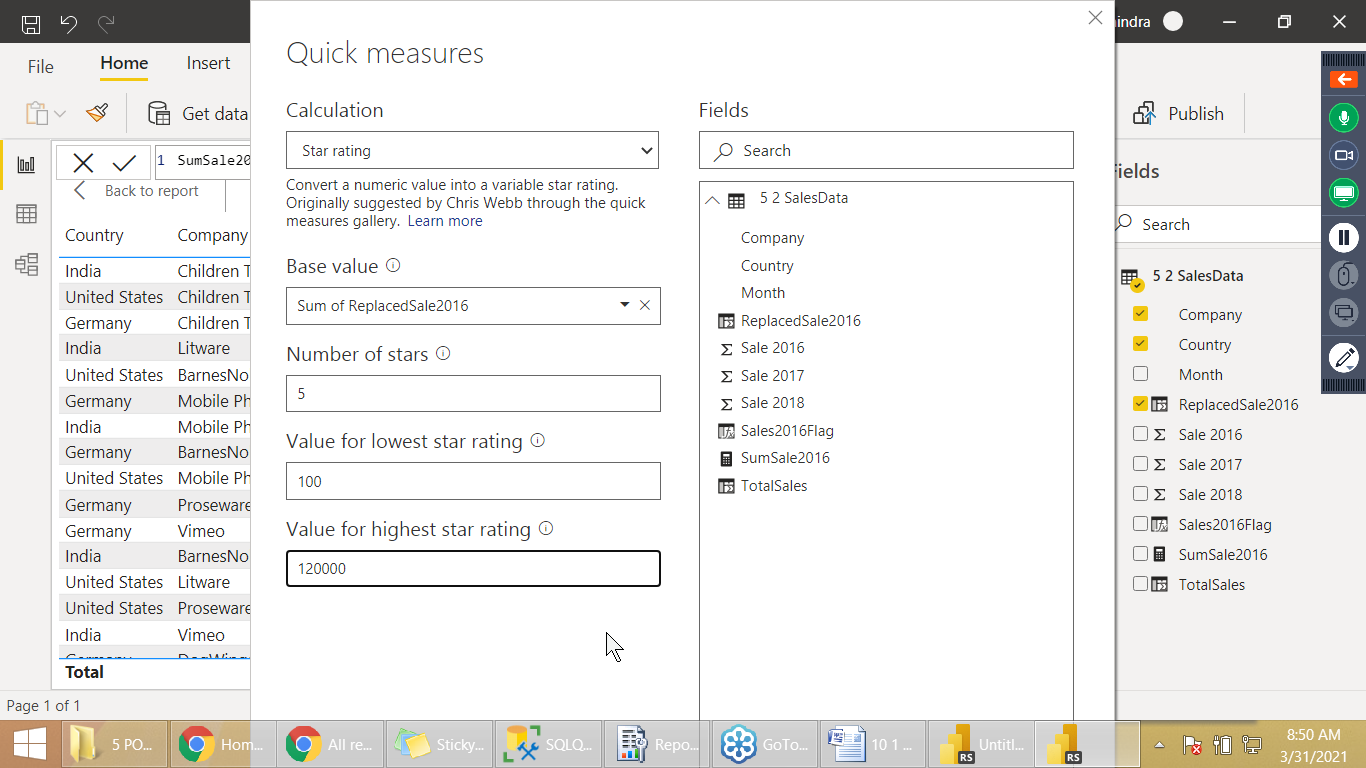 indra
File
Home
Insert
Get data
Publish
1 SumSale20
Back to report
Country Company
India Children T
United States Children T
Germany Children T
India Litware
United States BarnesNo
Germany Mobile Ph
India Mobile Ph
Germany BarnesNo
United States Mobile Ph
Germany Proseware
Germany Vimeo
India BarnesNo
United States Litware
United States Proseware
India Vimeo
Total
Page 1 of 1
Quick measures
Calculation
Star rating
Convert a numeric value into a variable star rating.
Originally suggested by Chris Webb through the quick
measures gallery. Learn more
Base value
Sum of ReplacedSale2016
Number of stars
5
Value for lowest star rating
100
Value for highest star rating
120000
Fields
Search
5 2 SalesData
Company
Country
Month
ReplacedSale2016
Sale 2016
Sale 2017
Sale 2018
Sales2016Flag
SumSale2016
TotalSales
ields
Search
5 2 SalesData
Company
Country
Month
ReplacedSale2016
Sale 2016
Sale 2017
Sale 2018
Sales2016Flag
SumSale2016
TotalSales
5 PO...
Hom...
All re...
Sticky...
SQLQ...
Repo...
GoTo...
10 1 ...
RS Untitl...
RS
8:50 AM
3/31/2021